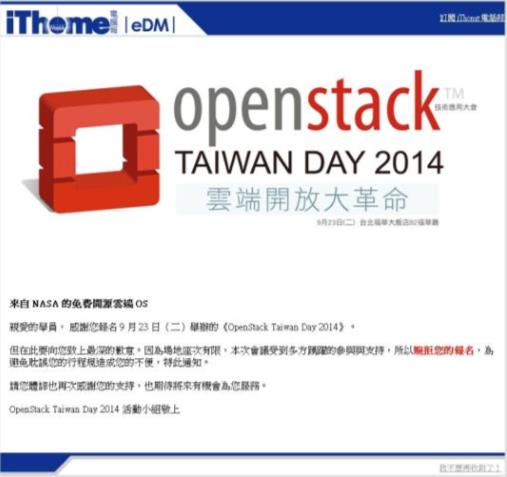 iThome 電腦報 | eDM |
訂閱 iThome 電腦報
openstack™
技術應用大會
TAIWAN DAY 2014
雲端開放大革命
9月23日(二) 台北福華大飯店B2福華廳
來自 NASA 的免費開源雲端 OS
親愛的學員， 感謝您報名 9 月 23 日（二）舉辦的《OpenStack Taiwan Day 2014》。
但在此要向您致上最深的歉意。因為場地座次有限，本次會議受到多方踴躍的參與與支持，所以婉拒您的報名，為
避免耽誤您的行程規造成您的不便，特此通知。
請您體諒也再次感謝您的支持，也期待將來有機會為您服務。
OpenStack Taiwan Day 2014 活動小組敬上
我不想再收到了！